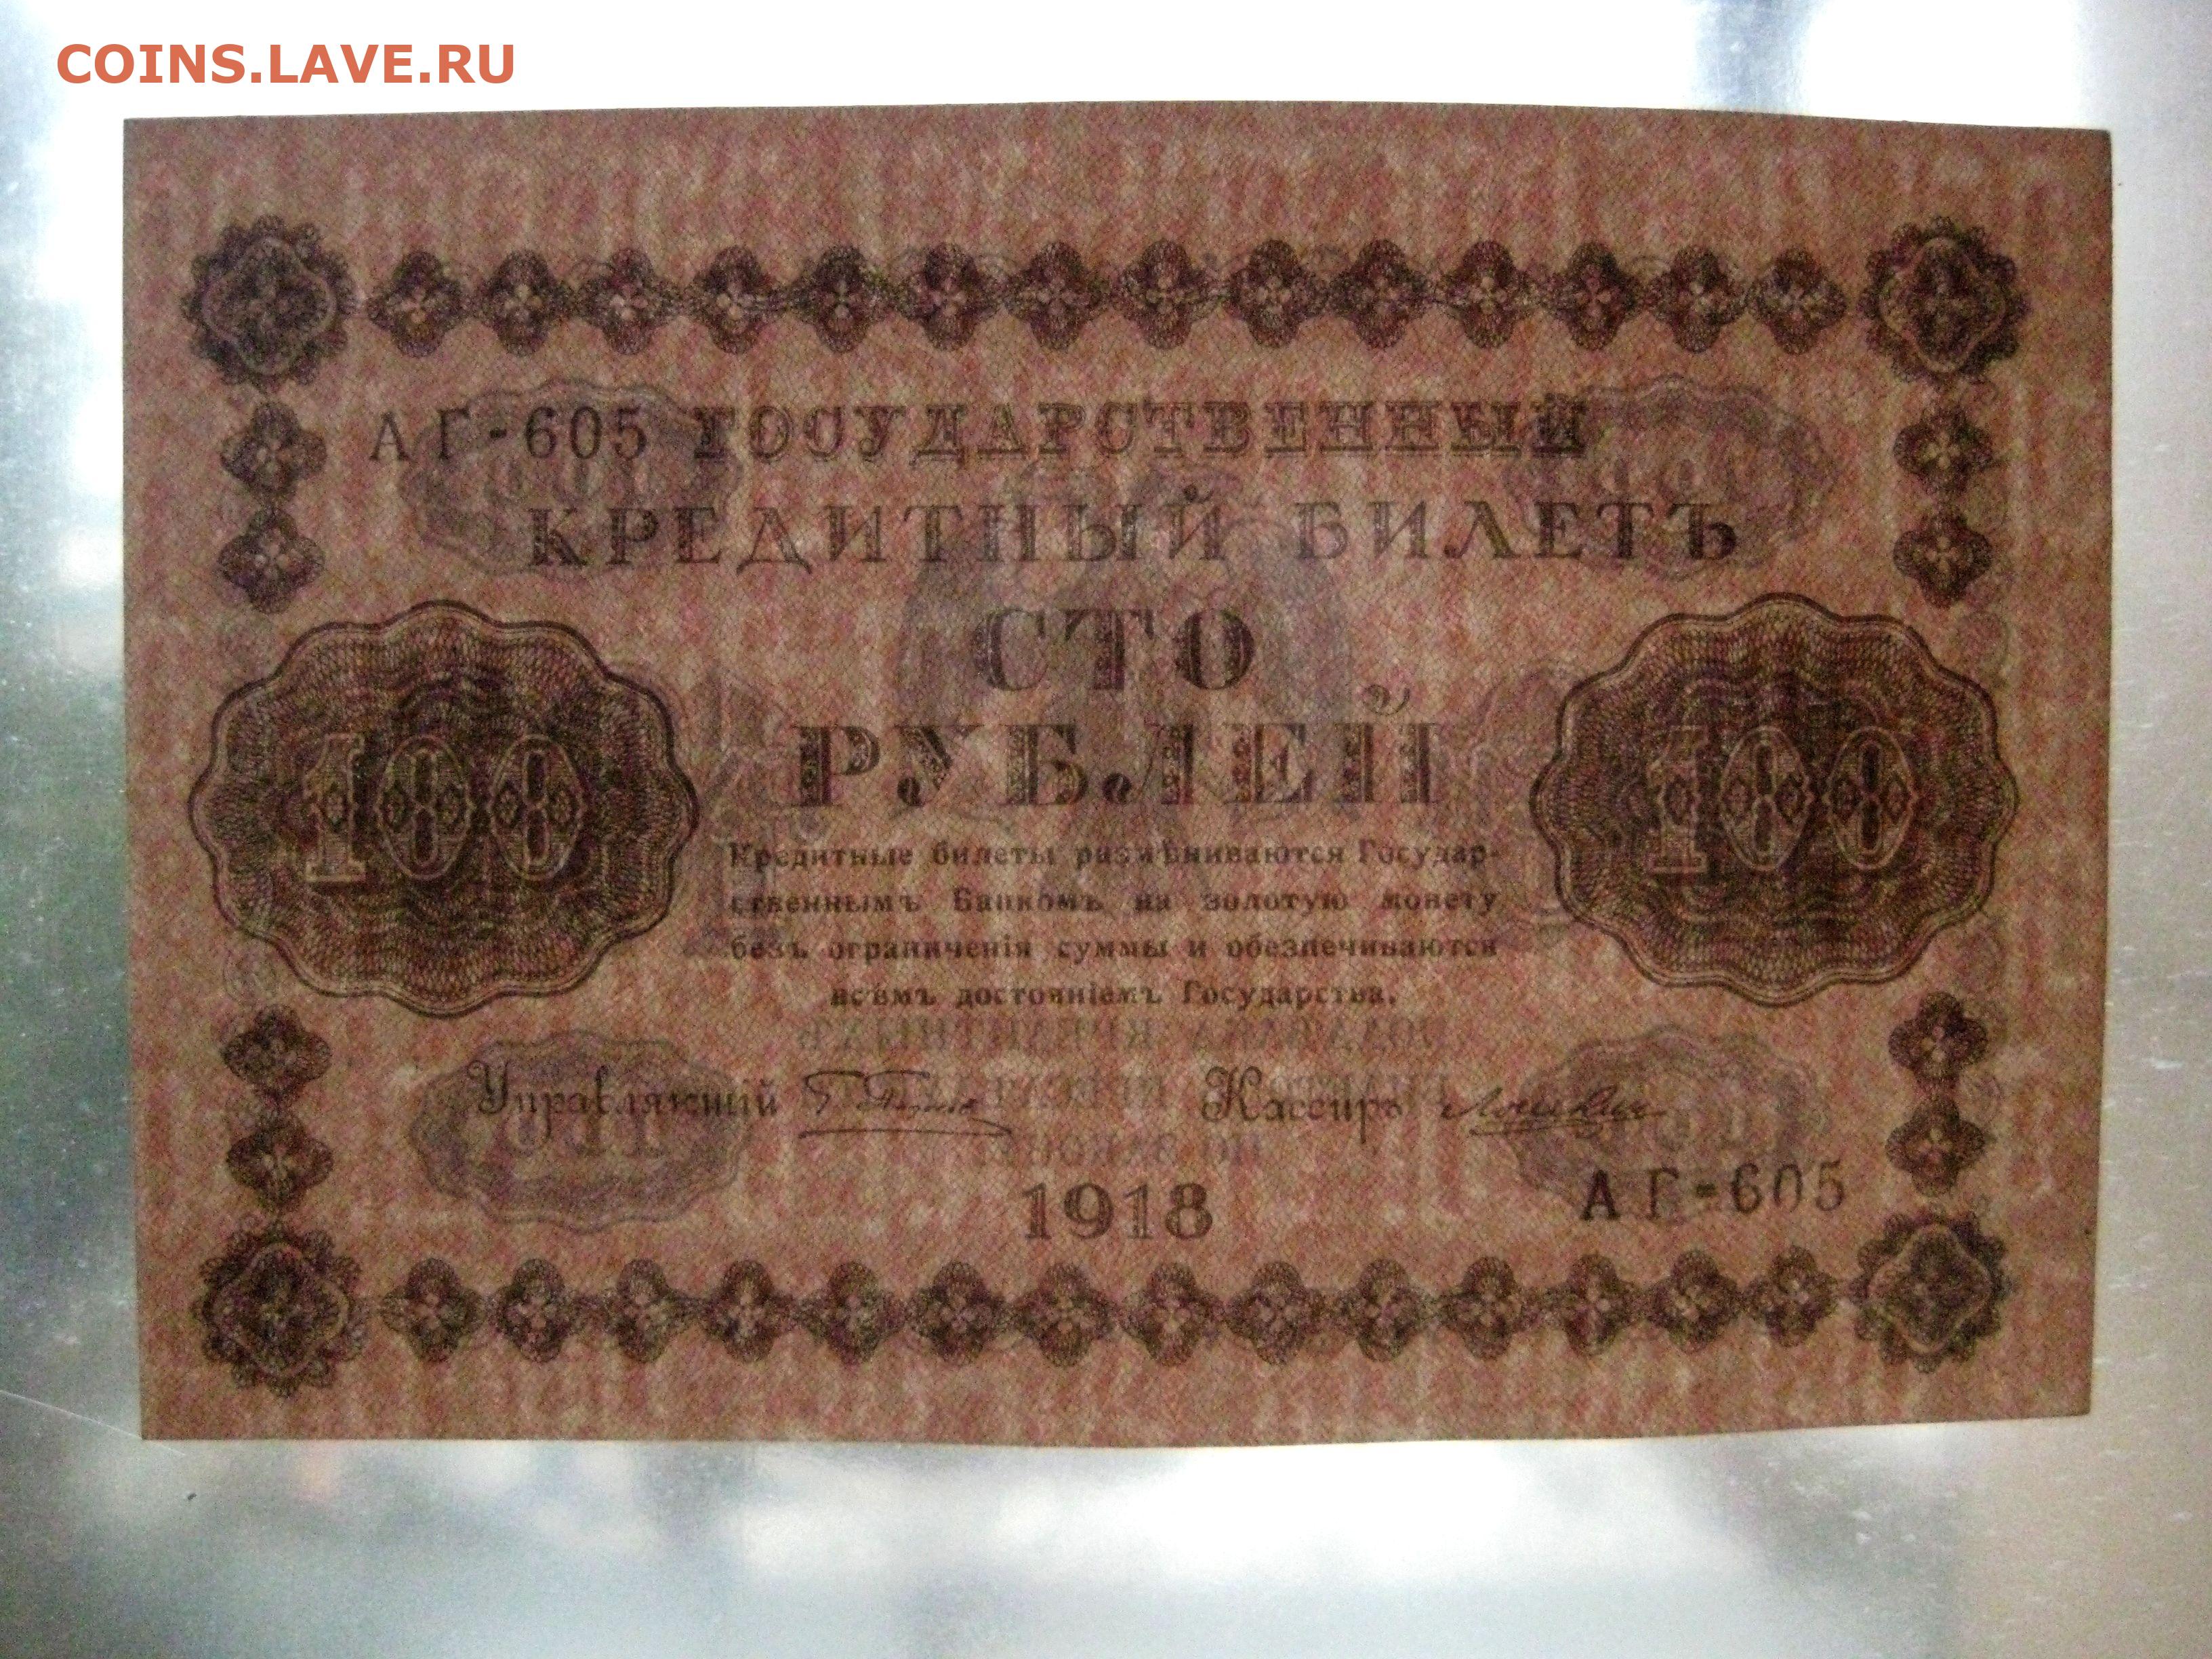 COINS.LAVE.RU
АГ-605 ГОСУДАРСТВЕННЫЙ
КРЕДИТНЫЙ БИЛЕТЪ
СТО
РУБЛЕЙ
100 100
Кредитные билеты размѣниваются Государ-
ственнымъ Банкомъ на золотую монету
безъ ограниченія суммы и обезпечиваются
всѣмъ достояніемъ Государства.
Управляющій Кассиръ
АГ-605
1918